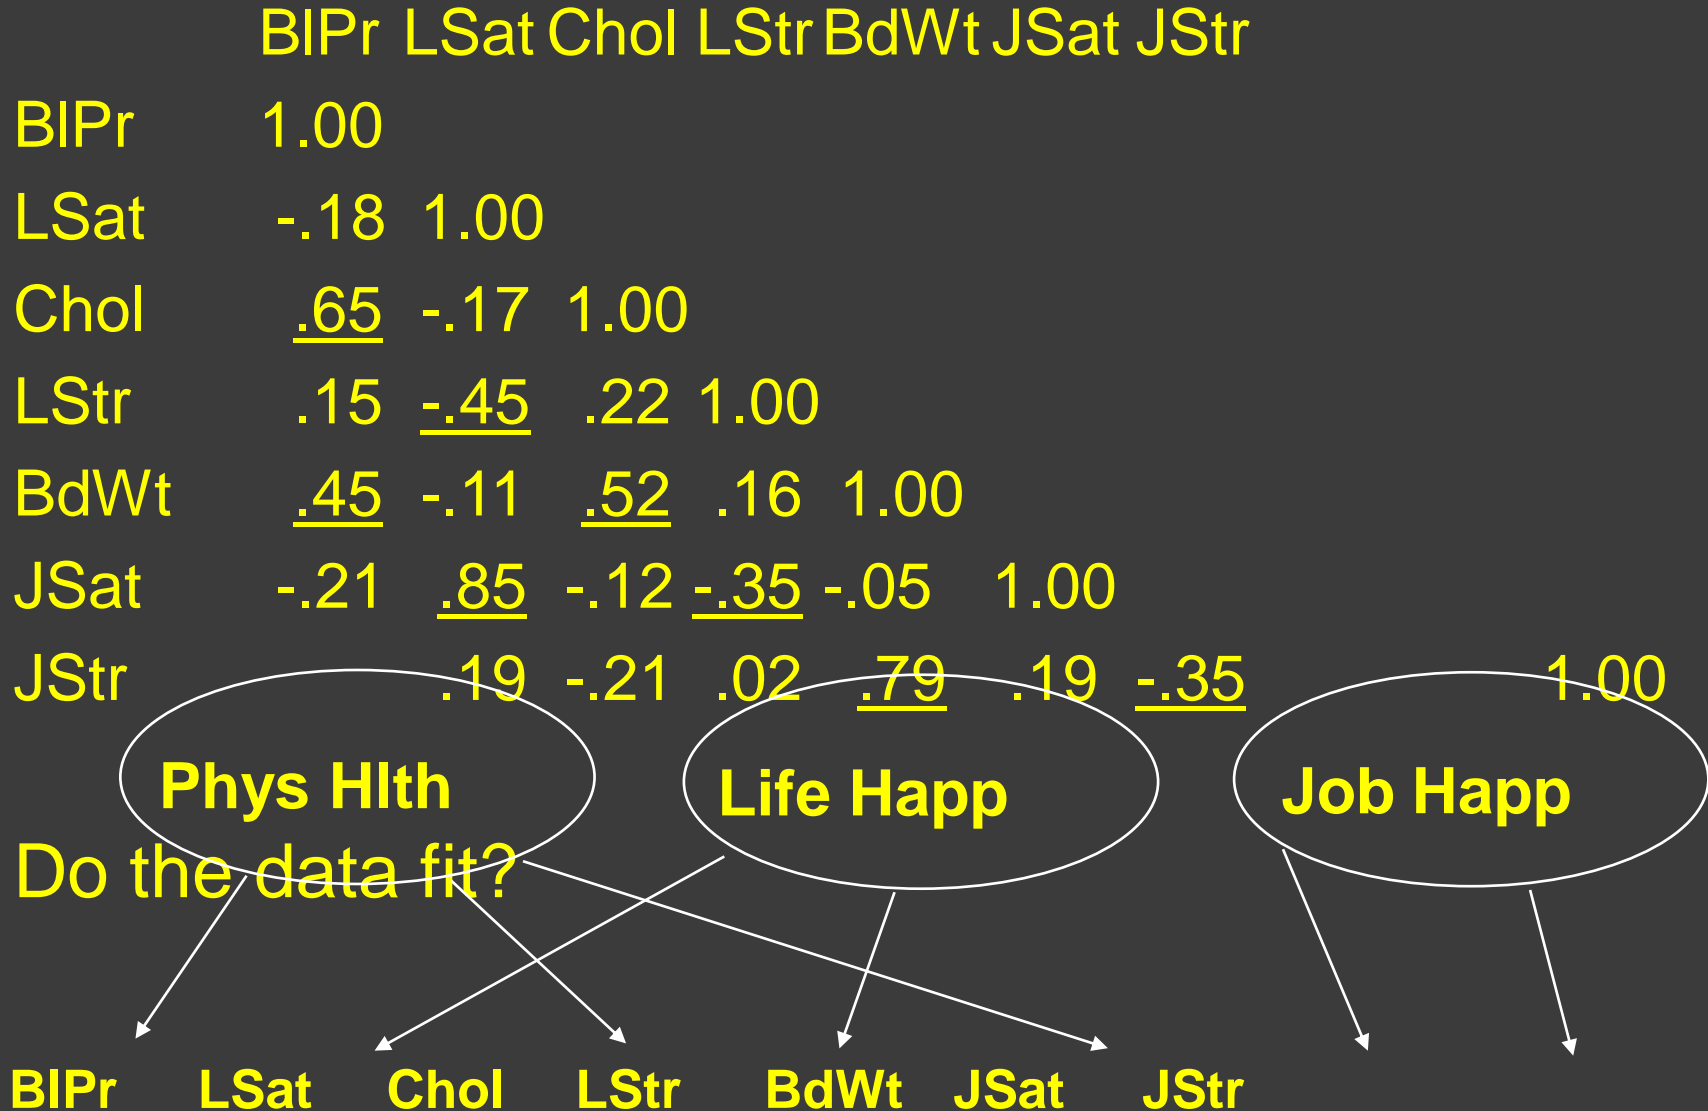 BlPr LSat Chol LStr BdWt JSat JStr
BlPr 1.00
LSat -.18 1.00
Chol .65 -.17 1.00
LStr .15 -.45 .22 1.00
BdWt .45 -.11 .52 .16 1.00
JSat -.21 .85 -.12 -.35 -.05 1.00
JStr .19 -.21 .02 .79 .19 -.35 1.00
Phys Hlth Life Happ Job Happ
Do the data fit?
BlPr LSat Chol LStr BdWt JSat JStr